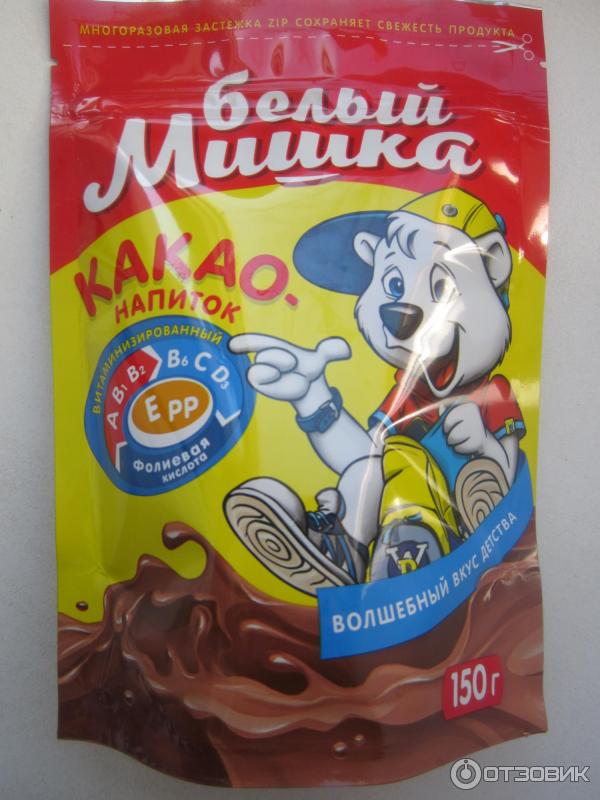 МНОГОРАЗОВАЯ ЗАСТЕЖКА ZIP СОХРАНЯЕТ СВЕЖЕСТЬ ПРОДУКТА
белый
Мишка
КАКАО-
НАПИТОК
ВИТАМИНИЗИРОВАННЫЙ
A B1 B2 B6 C D3
E PP
Фолиевая
кислота
ВОЛШЕБНЫЙ ВКУС ДЕТСТВА
150 г
ОТЗОВИК